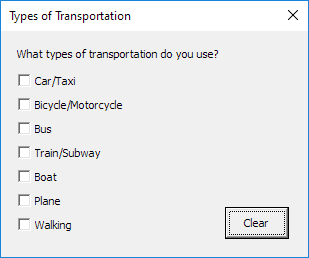 Types of Transportation
What types of transportation do you use?
Car/Taxi
Bicycle/Motorcycle
Bus
Train/Subway
Boat
Plane
Walking
Clear